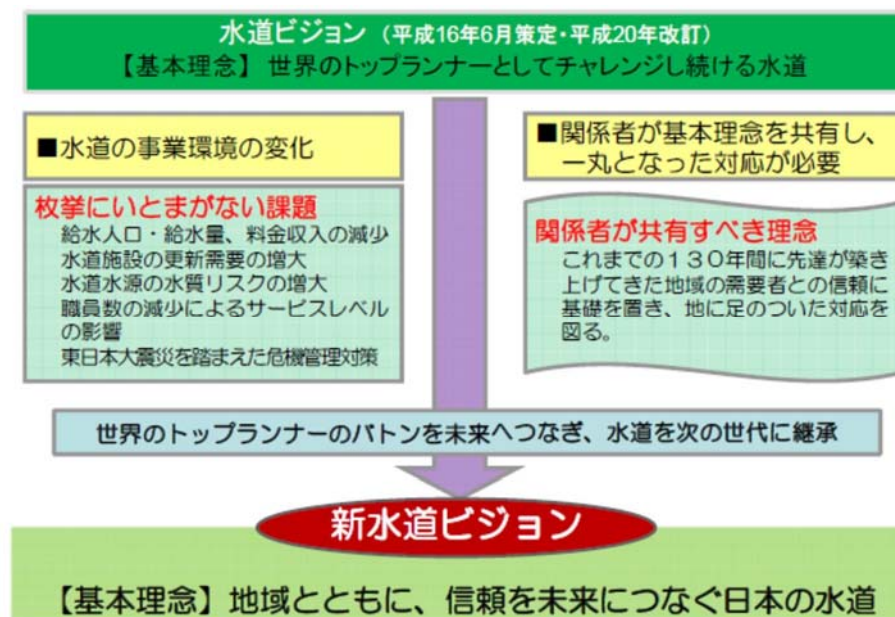 水道ビジョン（平成16年6月策定・平成20年改訂）
【基本理念】世界のトップランナーとしてチャレンジし続ける水道
■水道の事業環境の変化
枚挙にいとまがない課題
給水人口・給水量、料金収入の減少
水道施設の更新需要の増大
水道水源の水質リスクの増大
職員数の減少によるサービスレベル
の影響
東日本大震災を踏まえた危機管理対策
■関係者が基本理念を共有し、
一丸となった対応が必要
関係者が共有すべき理念
これまでの１３０年間に先達が築き
上げてきた地域の需要者との信頼に
基礎を置き、地に足のついた対応を
図る。
世界のトップランナーのバトンを未来へつなぎ、水道を次の世代に継承
新水道ビジョン
【基本理念】地域とともに、信頼を未来につなぐ日本の水道